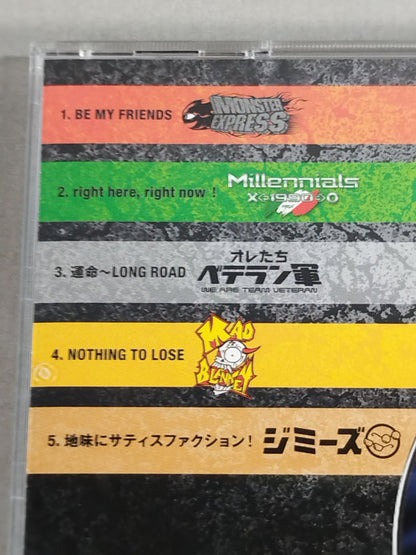 1. BE MY FRIENDS
MONSTER
EXPRESS
2. right here, right now !
Millennials
3. 運命～LONG ROAD
オレたち
ベテラン軍
WE ARE TEAM VETERAN
4. NOTHING TO LOSE
MAD
BLANKEY
5. 地味にサティスファクション!
ジミーズ